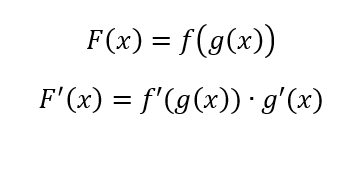 F(x) = f(g(x))
F′(x) = f′(g(x)) · g′(x)